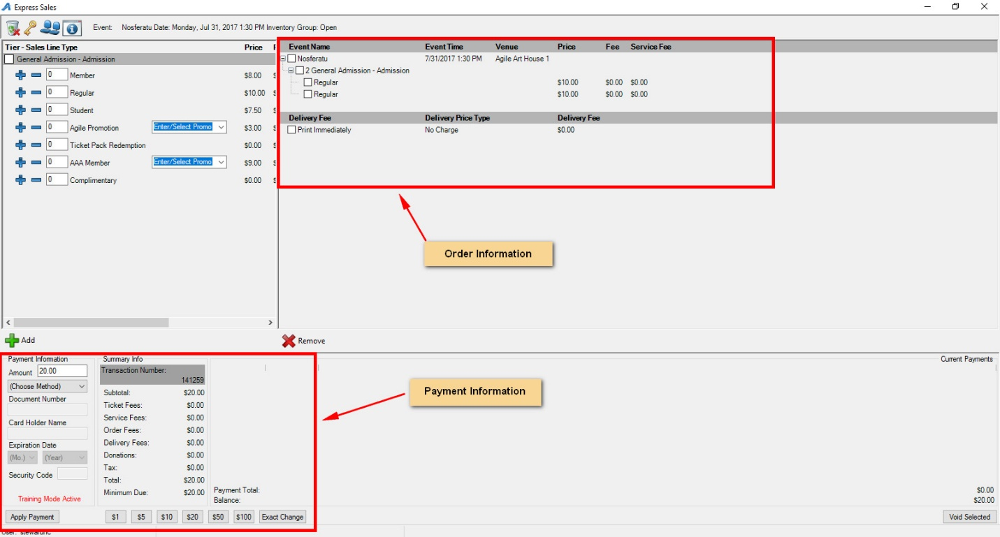 Express Sales
Event: Nosferatu Date: Monday, Jul 31, 2017 1:30 PM Inventory Group: Open
Tier - Sales Line Type Price
General Admission - Admission
0 Member $8.00
0 Regular $10.00
0 Student $7.50
0 Agile Promotion Enter/Select Promo $3.00
0 Ticket Pack Redemption $0.00
0 AAA Member Enter/Select Promo $9.00
0 Complimentary $0.00
Event Name Event Time Venue Price Fee Service Fee
Nosferatu 7/31/2017 1:30 PM Agile Art House 1
2 General Admission - Admission
Regular $10.00 $0.00 $0.00
Regular $10.00 $0.00 $0.00
Delivery Fee Delivery Price Type Delivery Fee
Print Immediately No Charge $0.00
Order Information
Add
Remove
Payment Information
Amount 20.00
(Choose Method)
Document Number
Card Holder Name
Expiration Date
(Mo.) (Year)
Security Code
Training Mode Active
Apply Payment
Summary Info
Transaction Number:
141259
Subtotal: $20.00
Ticket Fees: $0.00
Service Fees: $0.00
Order Fees: $0.00
Delivery Fees: $0.00
Donations: $0.00
Tax: $0.00
Total: $20.00
Minimum Due: $20.00
$1 $5 $10 $20 $50 $100 Exact Change
Current Payments
Payment Information
Payment Total: $0.00
Balance: $20.00
Void Selected